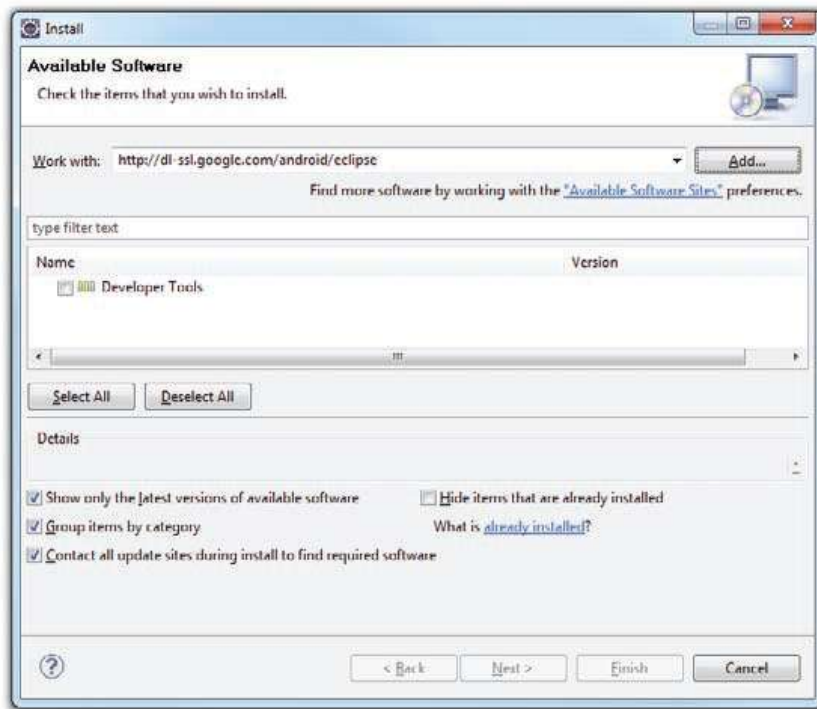 Install
Available Software
Check the items that you wish to install.
Work with: http://dl-ssl.google.com/android/eclipse Add...
Find more software by working with the "Available Software Sites" preferences.
type filter text
Name Version
Developer Tools
Select All Deselect All
Details
Show only the latest versions of available software Hide items that are already installed
Group items by category What is already installed?
Contact all update sites during install to find required software
? < Back Next > Finish Cancel